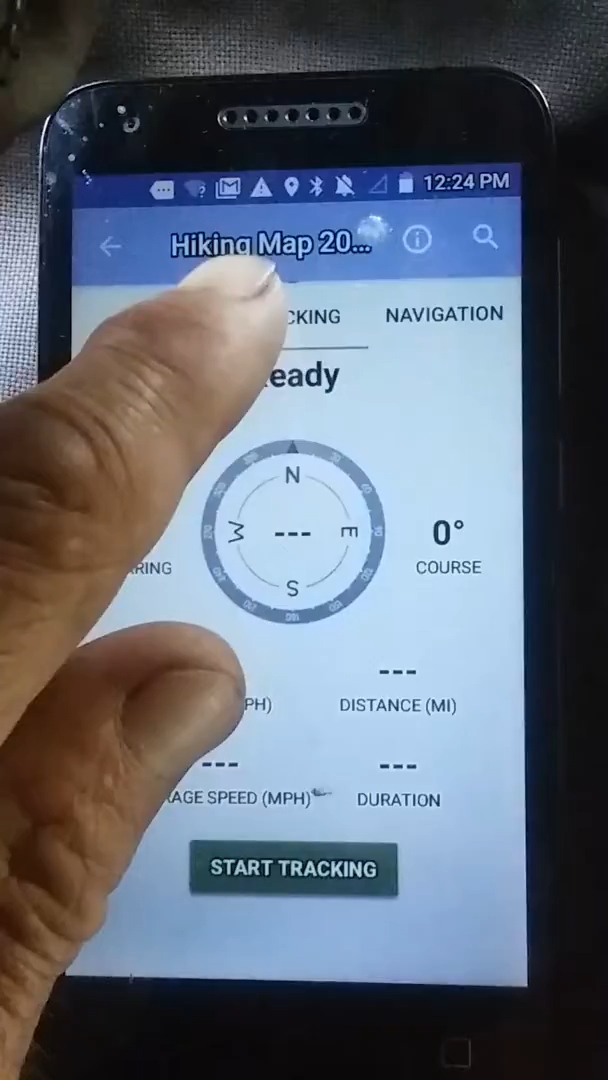 12:24 PM
Hiking Map 20...
CKING NAVIGATION
eady
N
W --- E
S
0°
RING COURSE
---
PH) DISTANCE (MI)
--- ---
AGE SPEED (MPH) DURATION
START TRACKING